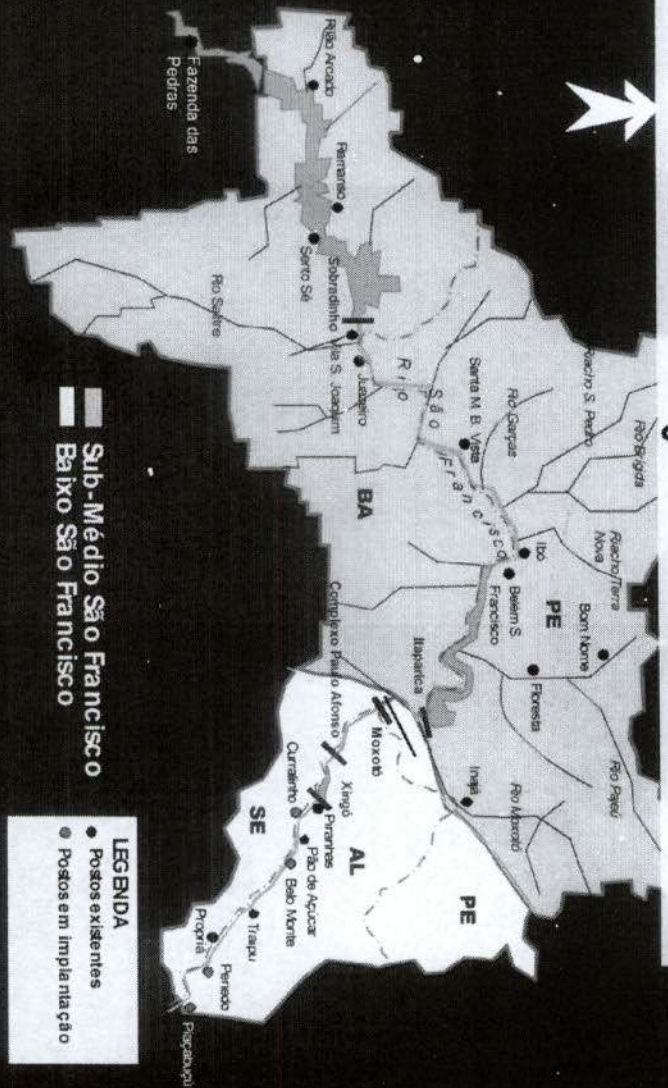 Riacho S. Pedro
Rio Brígida
Rio Garças
Riacho Terra
Nova
Bom Nome
Rio Pajeú
Santa M. B. Vista
Ibó
PE
Belém S.
Francisco
Floresta
Rio São Francisco
Itaparica
Inajá
Rio Moxotó
Pilão Arcado
Remanso
Sento Sé
Sobradinho
Vila S. Joaquim
Juazeiro
Fazenda das
Pedras
Rio Salitre
BA
Complexo Paulo Afonso
Moxotó
Xingó
Piranhas
Curralinho
Pão de Açúcar
Belo Monte
AL
PE
SE
Traipu
Propriá
Penedo
Piaçabuçú
Sub-Médio São Francisco
Baixo São Francisco
LEGENDA
Postos existentes
Postos em implantação